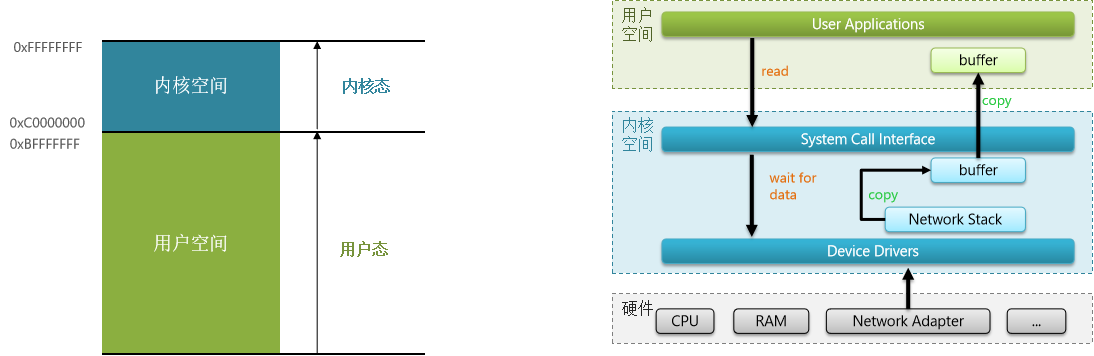 0xFFFFFFFF
内核空间
内核态
0xC0000000
0xBFFFFFFF
用户空间
用户态
用户
空间
User Applications
buffer
read
copy
内核
空间
System Call Interface
buffer
wait for
data
copy
Network Stack
Device Drivers
硬件
CPU
RAM
Network Adapter
...